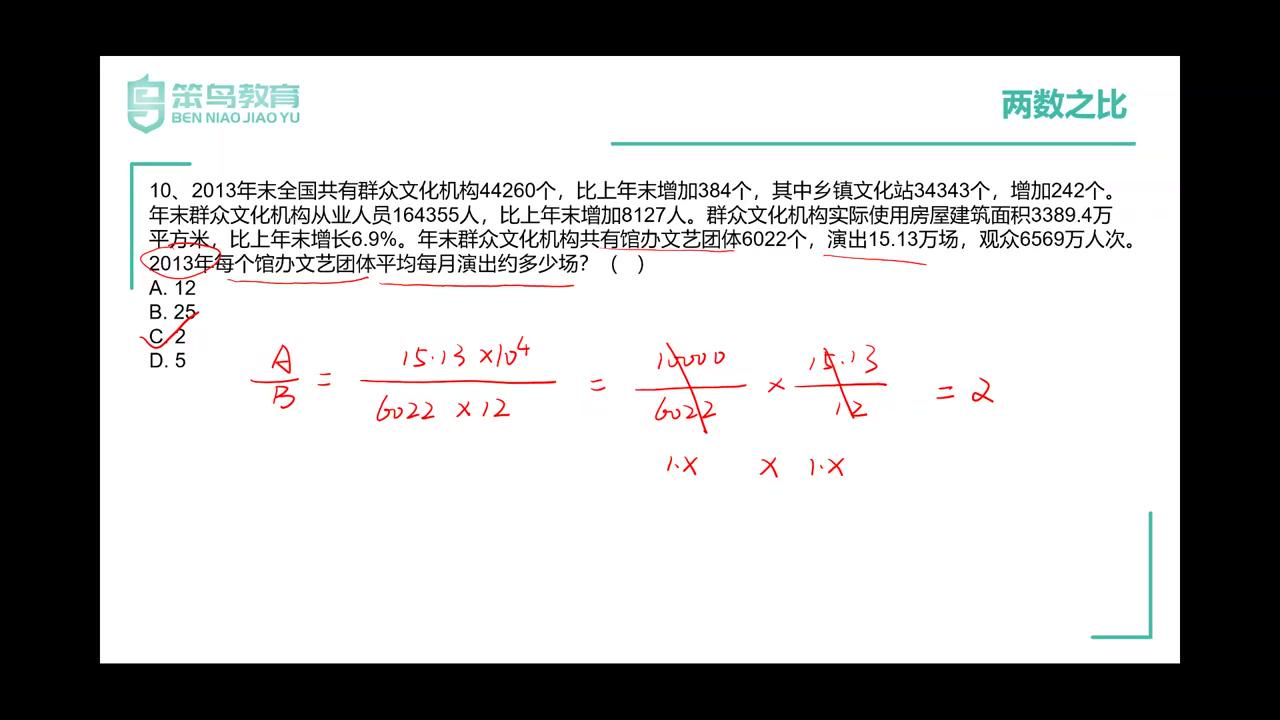 笨鸟教育
BEN NIAO JIAO YU
两数之比
10、2013年末全国共有群众文化机构44260个，比上年末增加384个，其中乡镇文化站34343个，增加242个。
年末群众文化机构从业人员164355人，比上年末增加8127人。群众文化机构实际使用房屋建筑面积3389.4万
平方米，比上年末增长6.9%。年末群众文化机构共有馆办文艺团体6022个，演出15.13万场，观众6569万人次。
2013年每个馆办文艺团体平均每月演出约多少场？（ ）
A. 12
B. 25
C. 2
D. 5
A/B = 15.13×10⁴/6022×12 = 10000/6022 × 15.13/12 = 2
1.X × 1.X